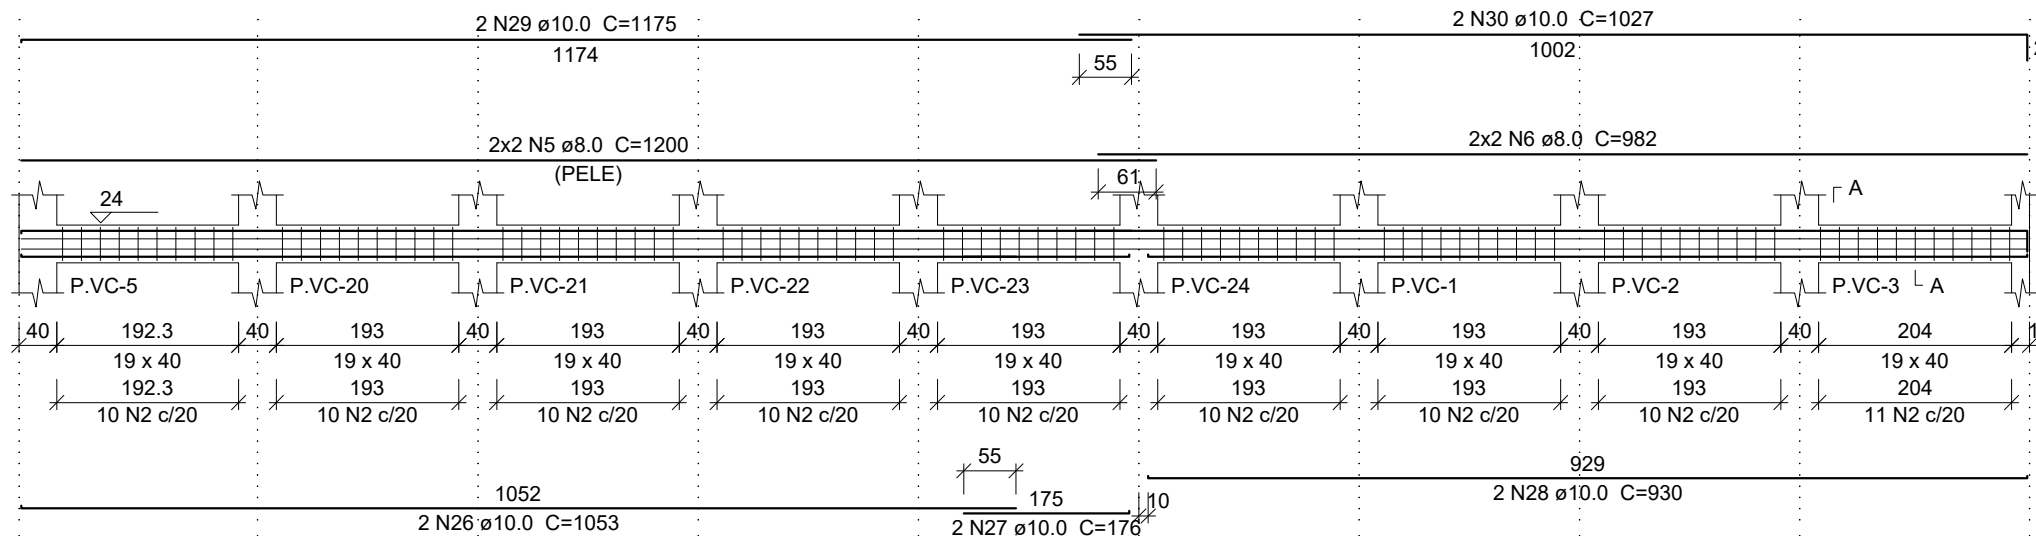 2 N29 ø10.0 C=1175
2 N30 ø10.0 C=1027
1174
1002
55
2x2 N5 ø8.0 C=1200
2x2 N6 ø8.0 C=982
(PELE)
61
24
A
P.VC-5 P.VC-20 P.VC-21 P.VC-22 P.VC-23 P.VC-24 P.VC-1 P.VC-2 P.VC-3 A
40 192.3 40 193 40 193 40 193 40 193 40 193 40 193 40 193 40 204
19 x 40 19 x 40 19 x 40 19 x 40 19 x 40 19 x 40 19 x 40 19 x 40 19 x 40
192.3 193 193 193 193 193 193 193 204
10 N2 c/20 10 N2 c/20 10 N2 c/20 10 N2 c/20 10 N2 c/20 10 N2 c/20 10 N2 c/20 10 N2 c/20 11 N2 c/20
55
929
1052
175
10
2 N28 ø10.0 C=930
2 N26 ø10.0 C=1053
2 N27 ø10.0 C=176